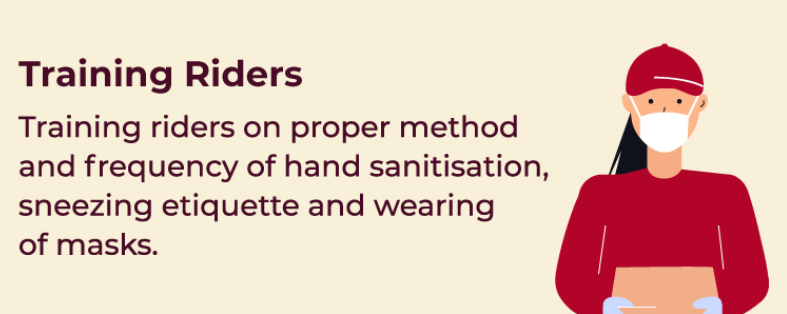 Training Riders
Training riders on proper method
and frequency of hand sanitisation,
sneezing etiquette and wearing
of masks.